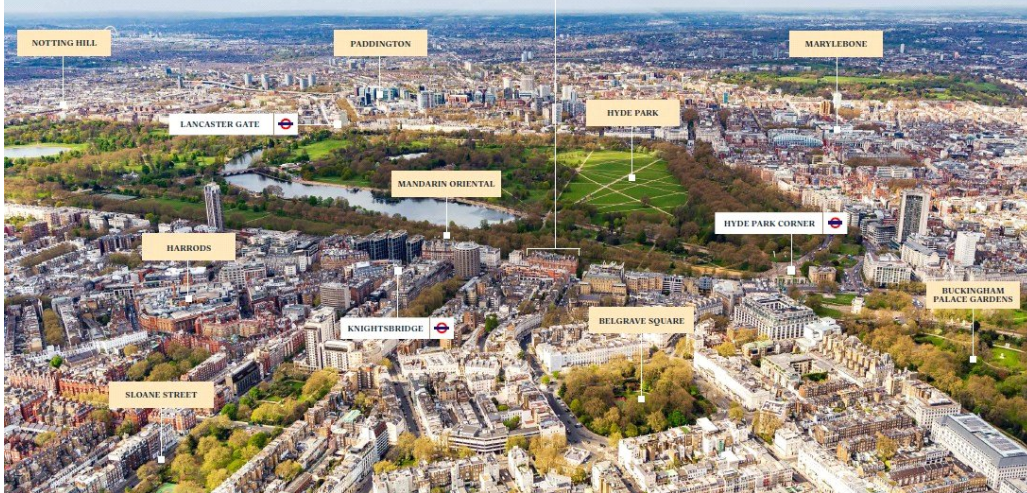 NOTTING HILL
PADDINGTON
MARYLEBONE
HYDE PARK
LANCASTER GATE
MANDARIN ORIENTAL
HYDE PARK CORNER
HARRODS
BUCKINGHAM
PALACE GARDENS
KNIGHTSBRIDGE
BELGRAVE SQUARE
SLOANE STREET